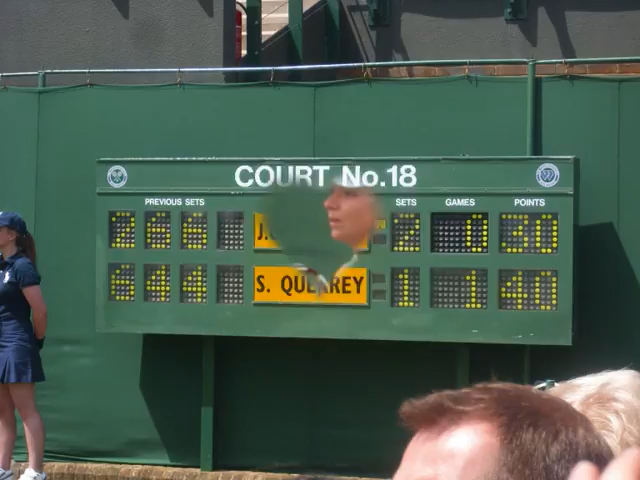 COURT No.18
PREVIOUS SETS SETS GAMES POINTS
2 6 6 J. 2 0 30
6 4 4 S. QUERREY 1 1 40